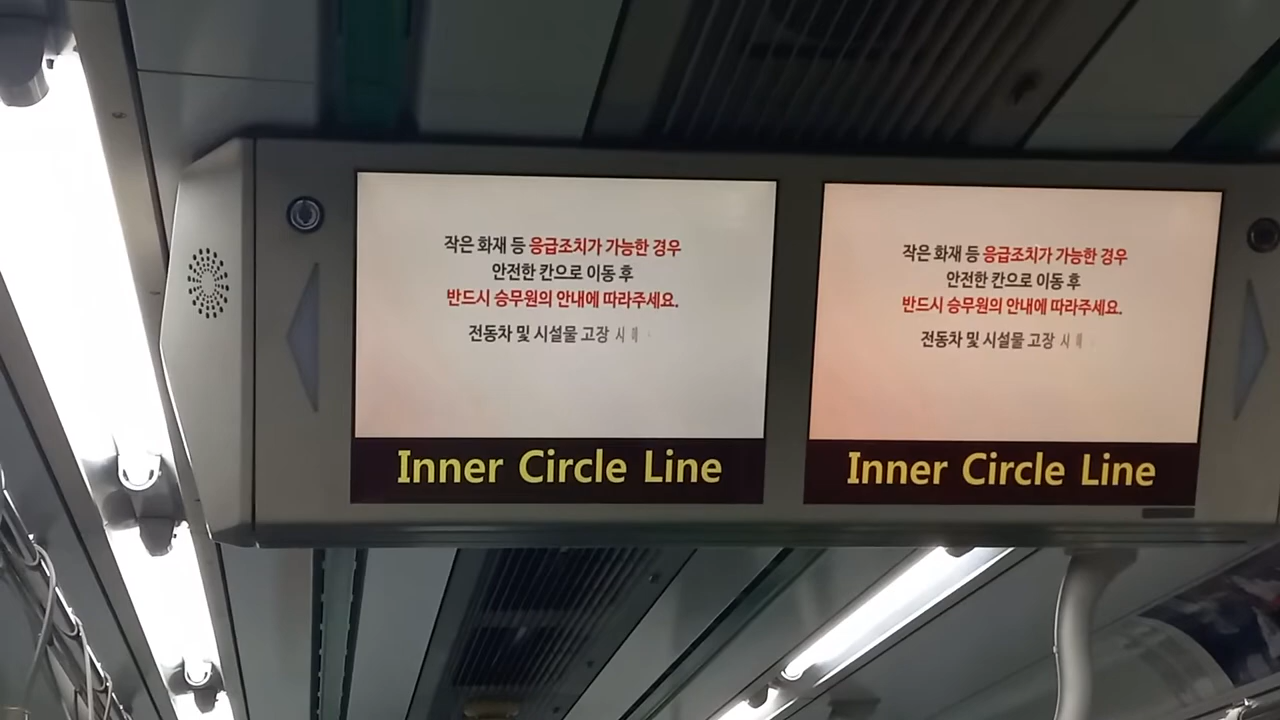 작은 화재 등 응급조치가 가능한 경우
안전한 칸으로 이동 후
반드시 승무원의 안내에 따라주세요.
전동차 및 시설물 고장 시
Inner Circle Line
작은 화재 등 응급조치가 가능한 경우
안전한 칸으로 이동 후
반드시 승무원의 안내에 따라주세요.
전동차 및 시설물 고장 시
Inner Circle Line